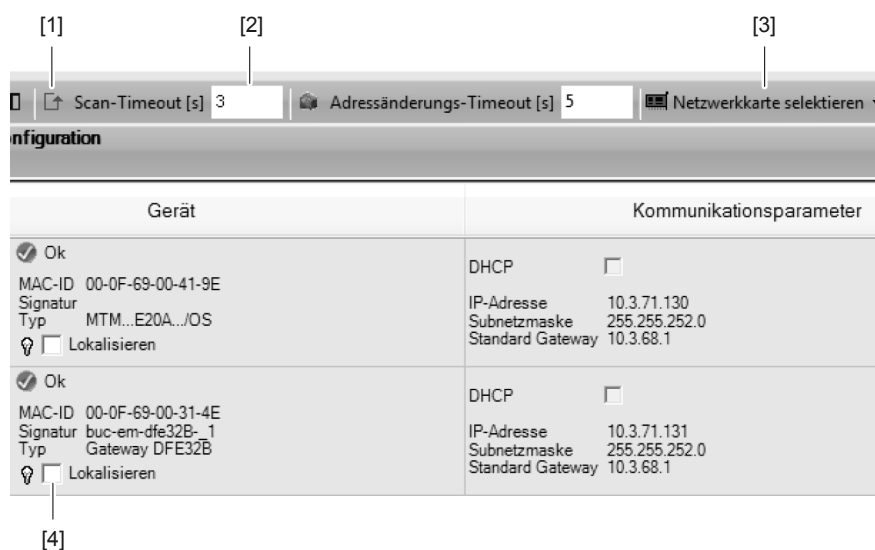 [1] [2] [3]
Scan-Timeout [s] 3 Adressänderungs-Timeout [s] 5 Netzwerkkarte selektieren
nfiguration
Gerät Kommunikationsparameter
Ok
MAC-ID 00-0F-69-00-41-9E
Signatur
Typ MTM...E20A.../OS
Lokalisieren
DHCP
IP-Adresse 10.3.71.130
Subnetzmaske 255.255.252.0
Standard Gateway 10.3.68.1
Ok
MAC-ID 00-0F-69-00-31-4E
Signatur buc-em-dfe32B-_1
Typ Gateway DFE32B
Lokalisieren
DHCP
IP-Adresse 10.3.71.131
Subnetzmaske 255.255.252.0
Standard Gateway 10.3.68.1
[4]